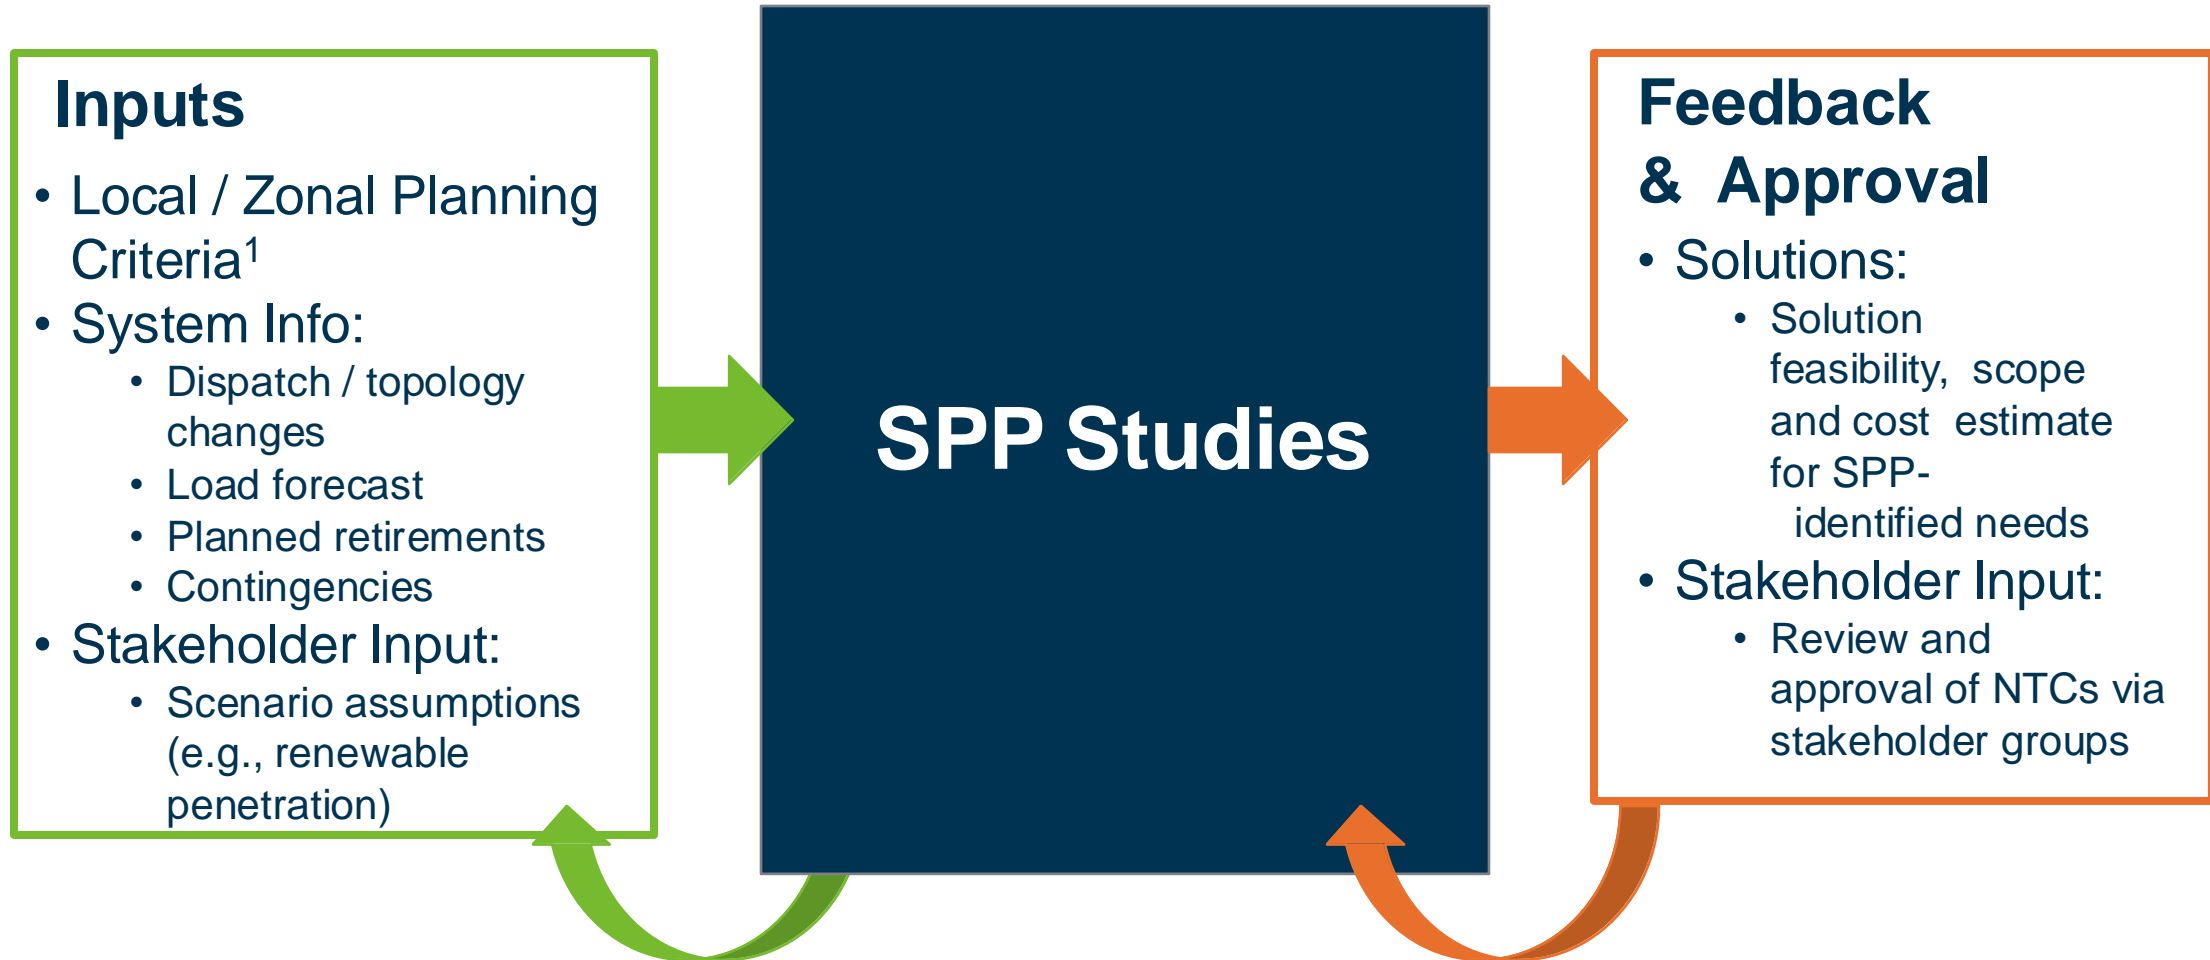 Inputs
• Local / Zonal Planning
Criteria¹
• System Info:
• Dispatch / topology
changes
• Load forecast
• Planned retirements
• Contingencies
• Stakeholder Input:
• Scenario assumptions
(e.g., renewable
penetration)
SPP Studies
Feedback
& Approval
• Solutions:
• Solution
feasibility, scope
and cost estimate
for SPP-
identified needs
• Stakeholder Input:
• Review and
approval of NTCs via
stakeholder groups